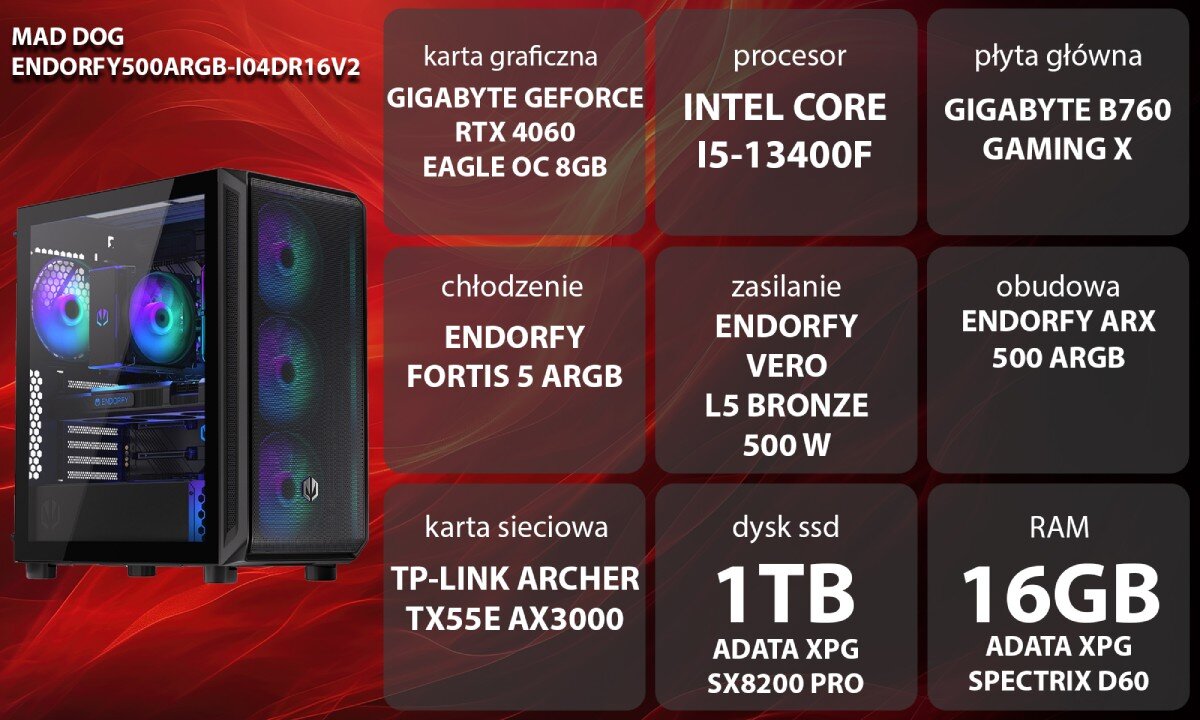 MAD DOG
ENDORFY500ARGB-I04DR16V2
karta graficzna
GIGABYTE GEFORCE
RTX 4060
EAGLE OC 8GB
procesor
INTEL CORE
I5-13400F
płyta główna
GIGABYTE B760
GAMING X
chłodzenie
ENDORFY
FORTIS 5 ARGB
zasilanie
ENDORFY
VERO
L5 BRONZE
500 W
obudowa
ENDORFY ARX
500 ARGB
karta sieciowa
TP-LINK ARCHER
TX55E AX3000
dysk ssd
1TB
ADATA XPG
SX8200 PRO
RAM
16GB
ADATA XPG
SPECTRIX D60
ENDORFY